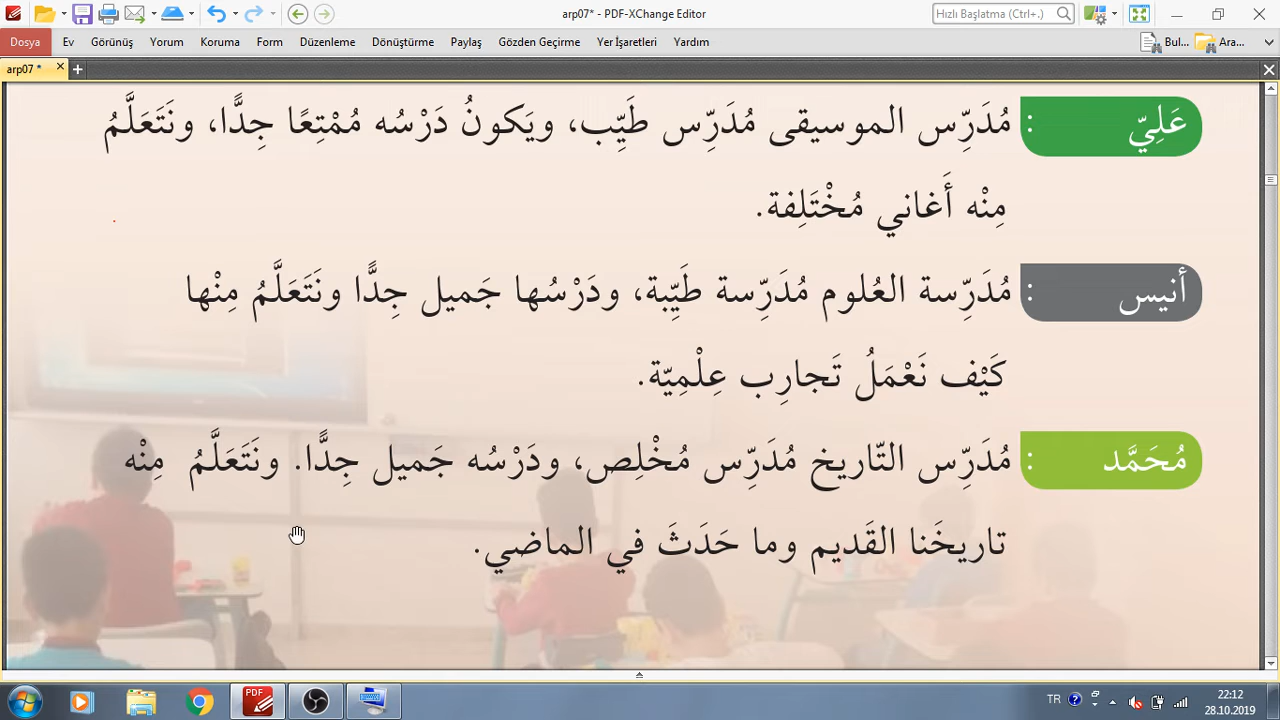 arp07* - PDF-XChange Editor
Hızlı Başlatma (Ctrl+.)
Dosya Ev Görünüş Yorum Koruma Form Düzenleme Dönüştürme Paylaş Gözden Geçirme Yer İşaretleri Yardım Bul... Ara...
arp07 *
عَلِيّ : مُدَرِّس الموسيقى مُدَرِّس طَيِّب، ويَكونُ دَرْسُه مُمْتِعًا جِدًّا، ونَتَعَلَّمُ
مِنْه أَغاني مُخْتَلِفة.
أنيس : مُدَرِّسة العُلوم مُدَرِّسة طَيِّبة، ودَرْسُها جَميل جِدًّا ونَتَعَلَّمُ مِنْها
كَيْف نَعْمَلُ تَجارِب عِلْمِيّة.
مُحَمَّد : مُدَرِّس التّاريخ مُدَرِّس مُخْلِص، ودَرْسُه جَميل جِدًّا. ونَتَعَلَّمُ مِنْه
تاريخَنا القَديم وما حَدَثَ في الماضي.
PDF
TR
22:12
28.10.2019